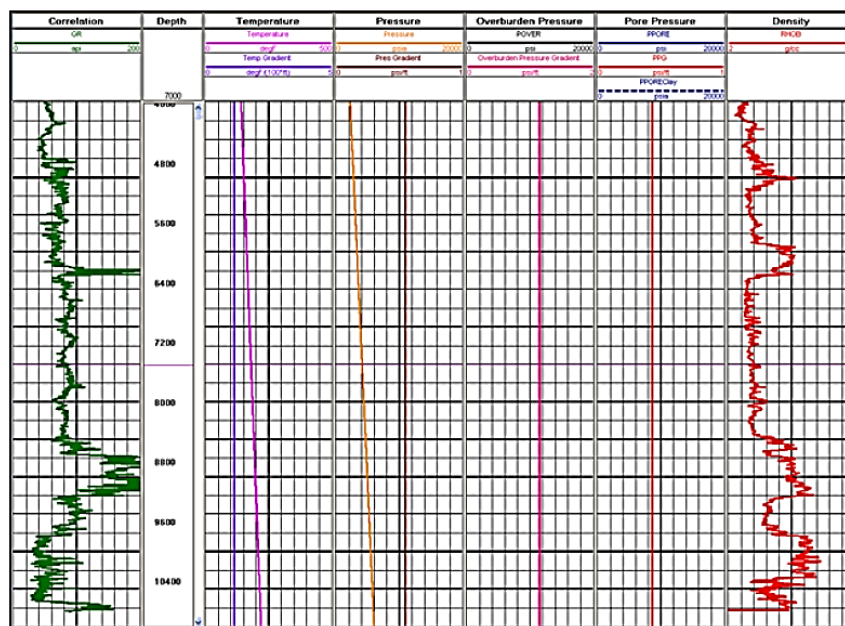 Correlation Depth Temperature Pressure Overburden Pressure Pore Pressure Density
GR Temperature Pressure POVER PPORE RHOB
0 api 200 0 degf 500 0 psia 20000 0 psi 20000 0 psi 20000 2 g/cc
Temp Gradient Pres Gradient Overburden Pressure Gradient PPG
0 degf/(100*ft) 5 0 psi/ft 1 0 psi/ft 2 0 psi/ft 1
PPOREClay
7000 0 psia 20000
4800
5600
6400
7200
8000
8800
9600
10400